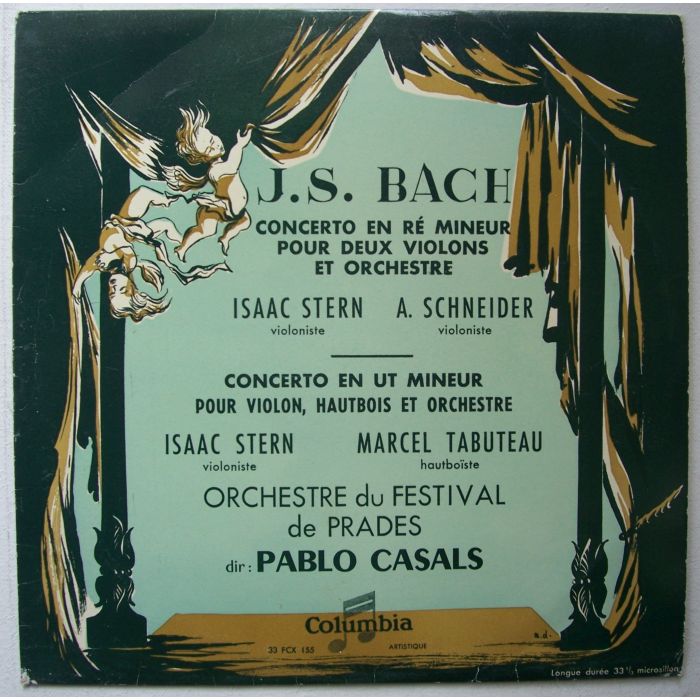 J.S. BACH
CONCERTO EN RÉ MINEUR
POUR DEUX VIOLONS
ET ORCHESTRE
ISAAC STERN A. SCHNEIDER
violoniste violoniste
CONCERTO EN UT MINEUR
POUR VIOLON, HAUTBOIS ET ORCHESTRE
ISAAC STERN MARCEL TABUTEAU
violoniste hautboïste
ORCHESTRE du FESTIVAL
de PRADES
dir: PABLO CASALS
Columbia
33 FCX 155 ARTISTIQUE
a.d.
Longue durée 33 1/3 microsillon